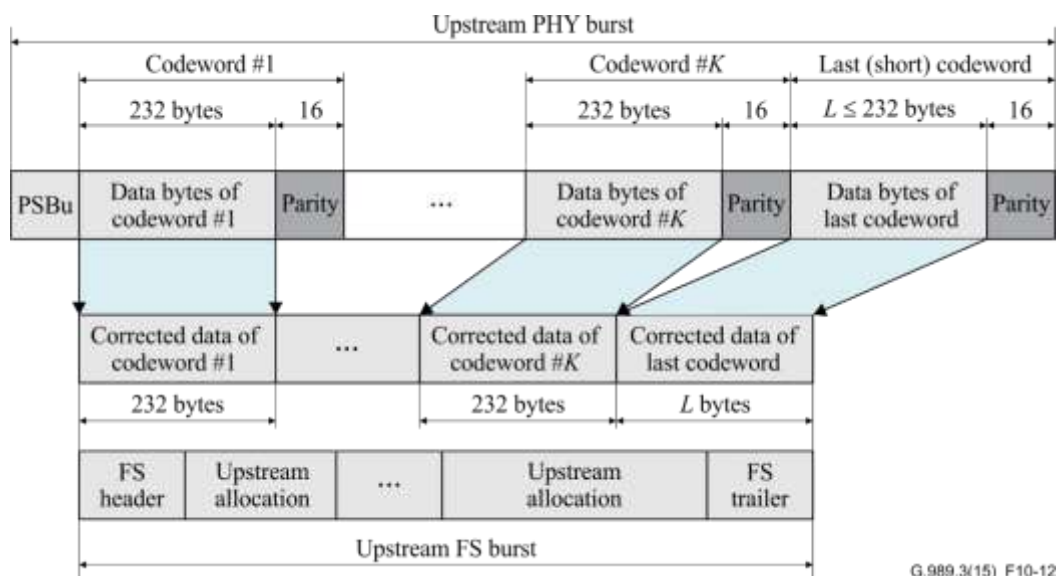 Upstream PHY burst
Codeword #1
Codeword #K
Last (short) codeword
232 bytes
16
232 bytes
16
L ≤ 232 bytes
16
PSBu
Data bytes of
codeword #1
Parity
...
Data bytes of
codeword #K
Parity
Data bytes of
last codeword
Parity
Corrected data of
codeword #1
...
Corrected data of
codeword #K
Corrected data of
last codeword
232 bytes
232 bytes
L bytes
FS
header
Upstream
allocation
...
Upstream
allocation
FS
trailer
Upstream FS burst
G.989.3(15)_F10-12